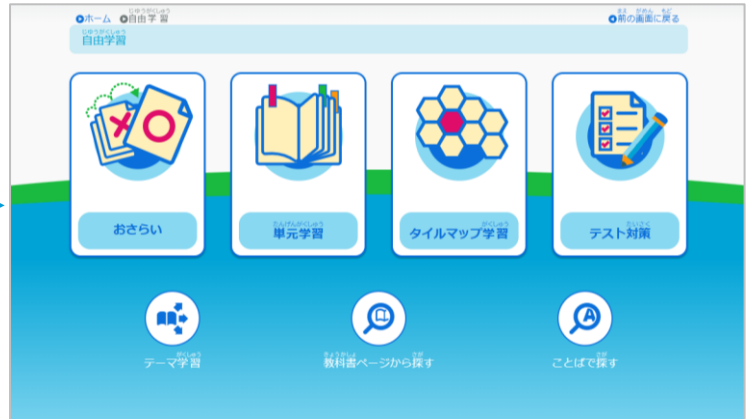 ホーム 自由学習
前の画面に戻る
自由学習
おさらい
単元学習
タイルマップ学習
テスト対策
テーマ学習
教科書ページから探す
ことばで探す